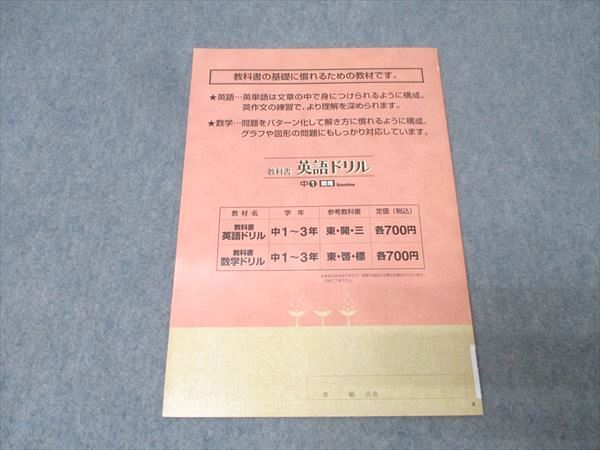 教科書の基礎に慣れるための教材です。
★英語…英単語は文章の中で身につけられるように構成。
英作文の練習で、より理解を深められます。
★数学…問題をパターン化して解き方に慣れるように構成。
グラフや図形の問題にもしっかり対応しています。
教科書 英語ドリル
中1 開隆 Sunshine
教材名 学年 参考教科書 定価（税込）
教科書
英語ドリル 中1〜3年 東・開・三 各700円
教科書
数学ドリル 中1〜3年 東・啓・標 各700円
年 組 氏名
A